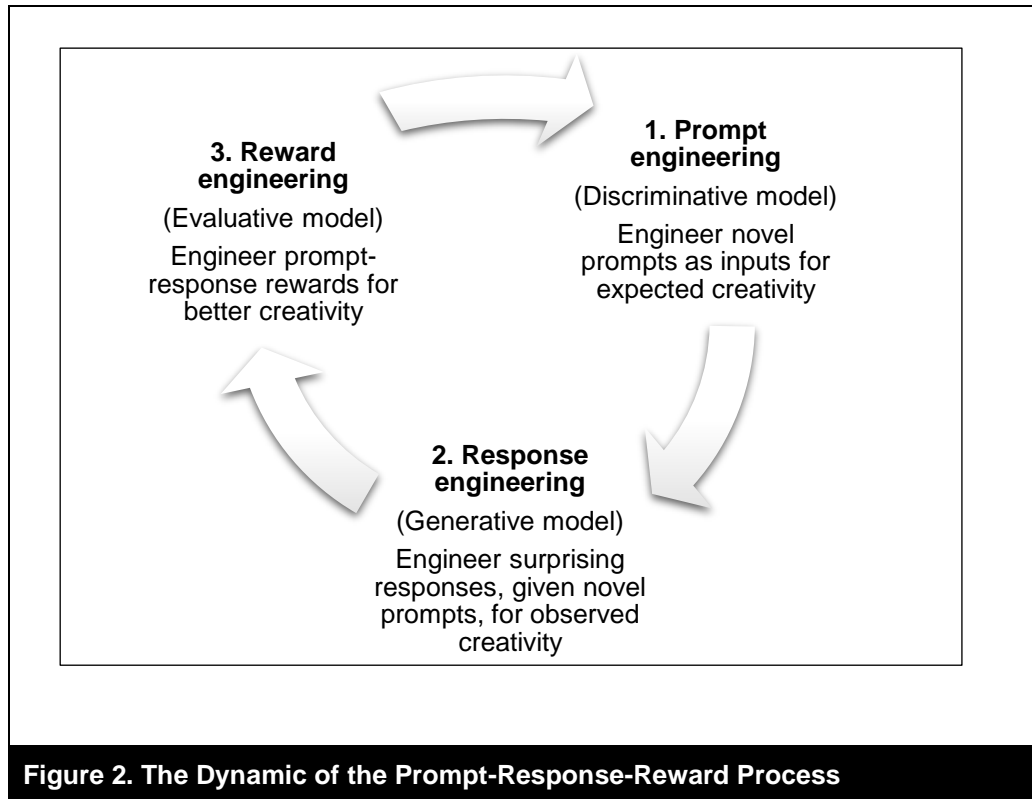 3. Reward
engineering
(Evaluative model)
Engineer prompt-
response rewards for
better creativity
1. Prompt
engineering
(Discriminative model)
Engineer novel
prompts as inputs for
expected creativity
2. Response
engineering
(Generative model)
Engineer surprising
responses, given novel
prompts, for observed
creativity
Figure 2. The Dynamic of the Prompt-Response-Reward Process